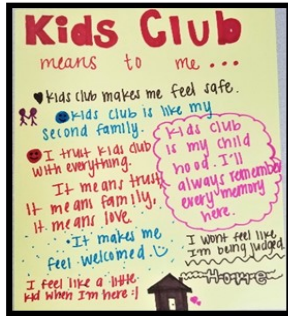 Kids Club
means to me...
Kids club makes me feel safe.
Kids club is like my
second family.
I trust kids club
with everything.
Kids club
is my child
hood. I'll
always remember
every memory
here.
It means trust,
It means family,
it means love.
It makes me
feel welcomed.
I wont feel like
I'm being judged
I feel like a little
kid when I'm here :)